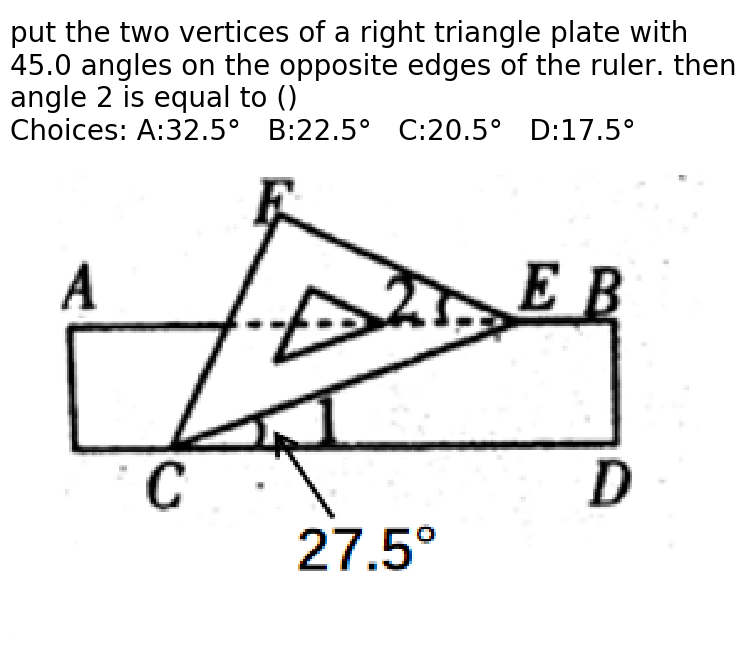 put the two vertices of a right triangle plate with
45.0 angles on the opposite edges of the ruler. then
angle 2 is equal to ()
Choices: A:32.5° B:22.5° C:20.5° D:17.5°
F
A
2
E B
1
C
D
27.5°